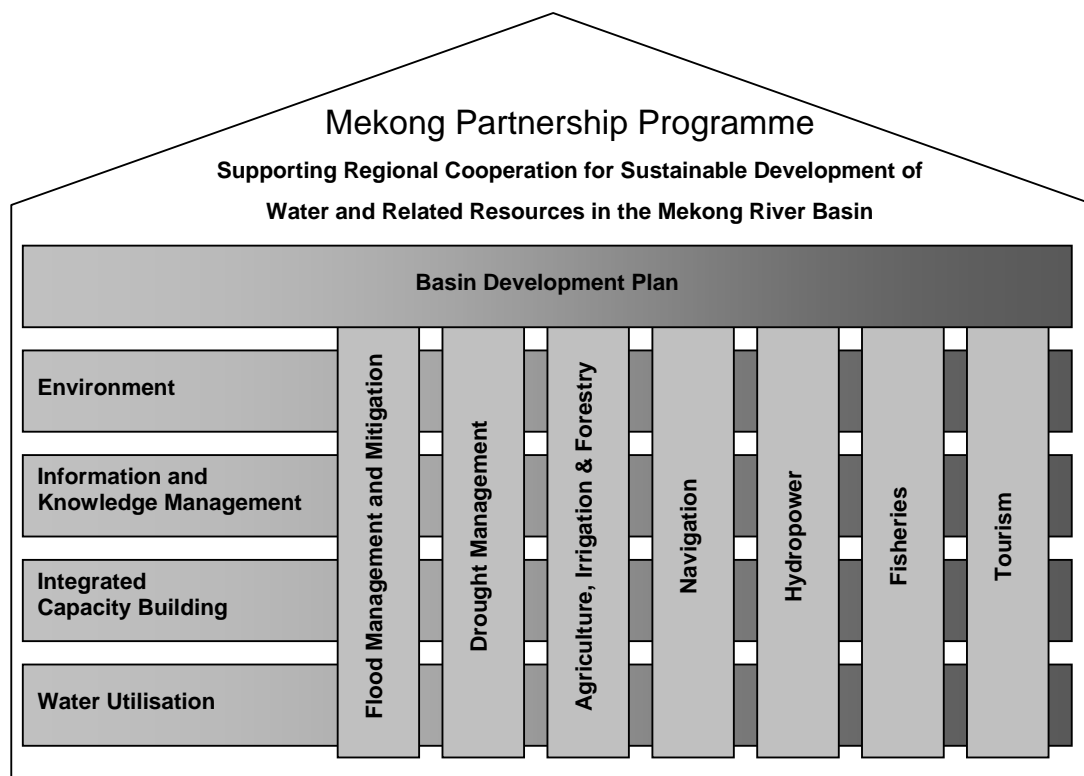 Mekong Partnership Programme
Supporting Regional Cooperation for Sustainable Development of
Water and Related Resources in the Mekong River Basin
Basin Development Plan
Environment
Information and
Knowledge Management
Integrated
Capacity Building
Water Utilisation
Flood Management and Mitigation
Drought Management
Agriculture, Irrigation & Forestry
Navigation
Hydropower
Fisheries
Tourism